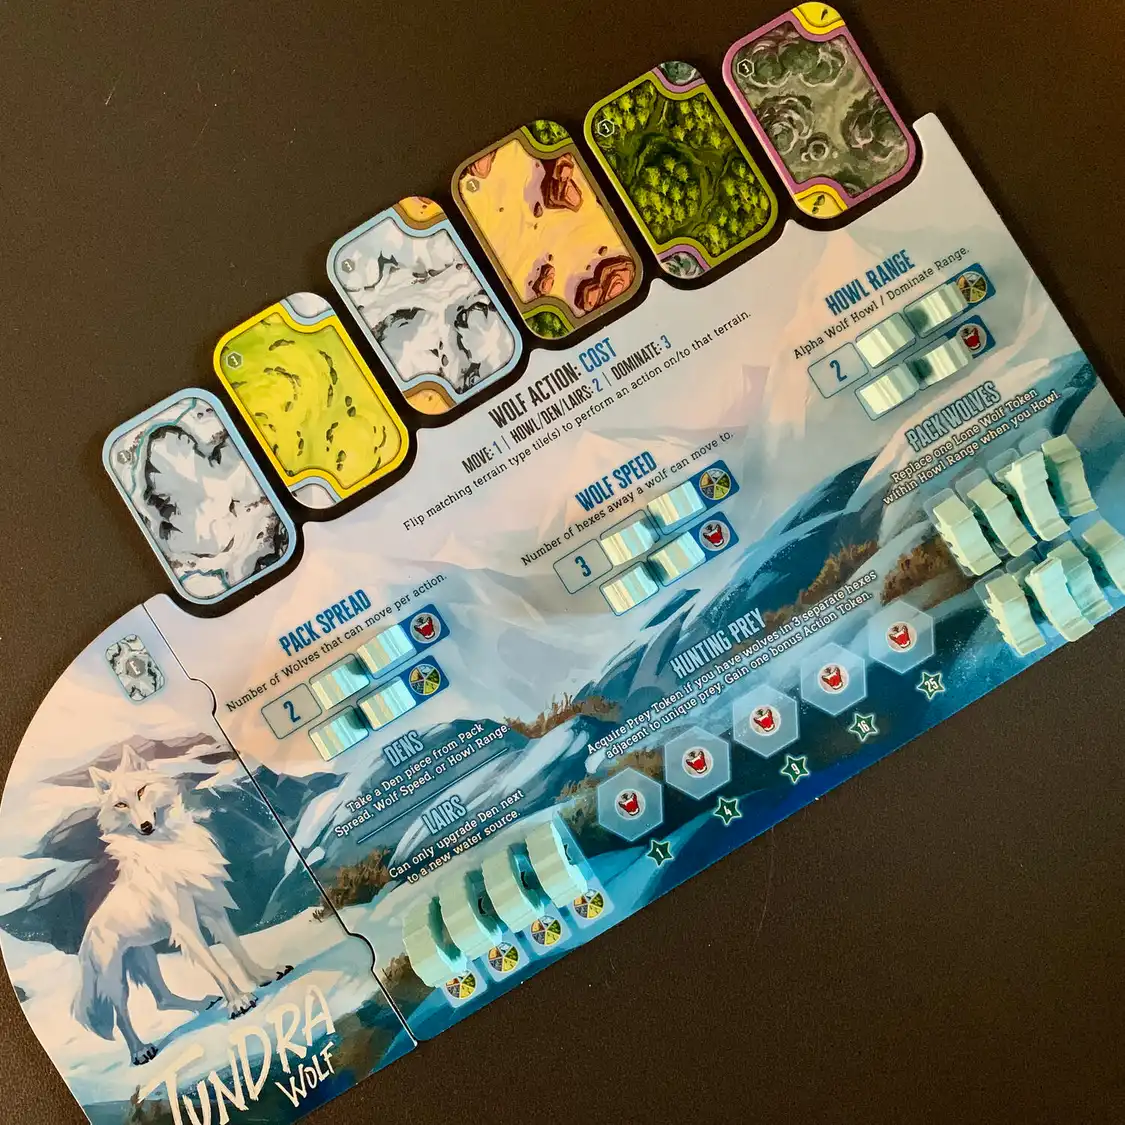 WOLF ACTION: COST
MOVE: 1 | HOWL/DEN/LAIRS: 2 | DOMINATE: 3
Flip matching terrain type tile(s) to perform an action on/to that terrain.
HOWL RANGE
Alpha Wolf Howl / Dominate Range.
2
PACK WOLVES
Replace one Lone Wolf Token
within Howl Range when you Howl.
WOLF SPEED
Number of hexes away a wolf can move to.
3
PACK SPREAD
Number of Wolves that can move per action.
2
DENS
Take a Den piece from Pack
Spread, Wolf Speed, or Howl Range.
LAIRS
Can only upgrade Den next
to a new water source.
HUNTING PREY
Acquire Prey Token if you have wolves in 3 separate hexes
adjacent to unique prey. Gain one bonus Action Token.
1
4
9
16
25
TUNDRA
WOLF